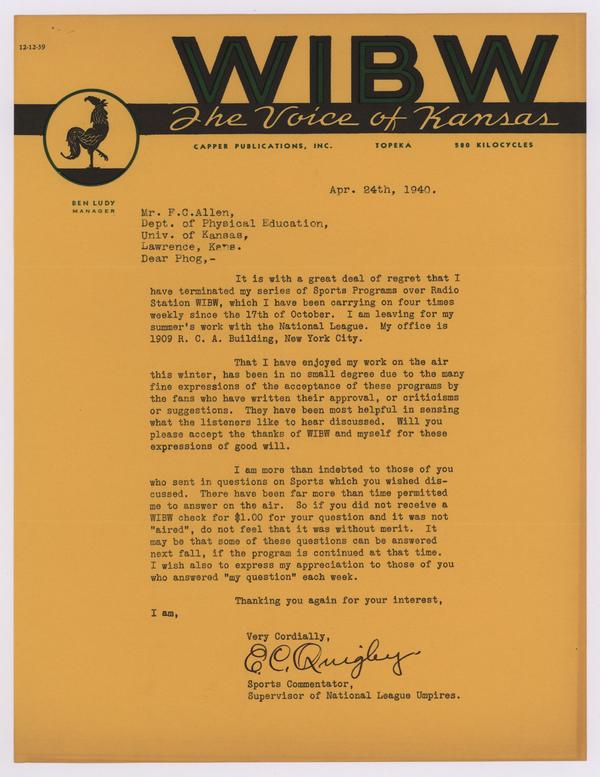 12-12-39
WIBW
The Voice of Kansas
CAPPER PUBLICATIONS, INC. TOPEKA 580 KILOCYCLES
BEN LUDY
MANAGER
Apr. 24th, 1940.
Mr. F.C.Allen,
Dept. of Physical Education,
Univ. of Kansas,
Lawrence, Kans.
Dear Phog,-
It is with a great deal of regret that I
have terminated my series of Sports Programs over Radio
Station WIBW, which I have been carrying on four times
weekly since the 17th of October. I am leaving for my
summer's work with the National League. My office is
1909 R. C. A. Building, New York City.
That I have enjoyed my work on the air
this winter, has been in no small degree due to the many
fine expressions of the acceptance of these programs by
the fans who have written their approval, or criticisms
or suggestions. They have been most helpful in sensing
what the listeners like to hear discussed. Will you
please accept the thanks of WIBW and myself for these
expressions of good will.
I am more than indebted to those of you
who sent in questions on Sports which you wished dis-
cussed. There have been far more than time permitted
me to answer on the air. So if you did not receive a
WIBW check for $1.00 for your question and it was not
"aired", do not feel that it was without merit. It
may be that some of these questions can be answered
next fall, if the program is continued at that time.
I wish also to express my appreciation to those of you
who answered "my question" each week.
Thanking you again for your interest,
I am,
Very Cordially,
E.C. Quigley
Sports Commentator,
Supervisor of National League Umpires.